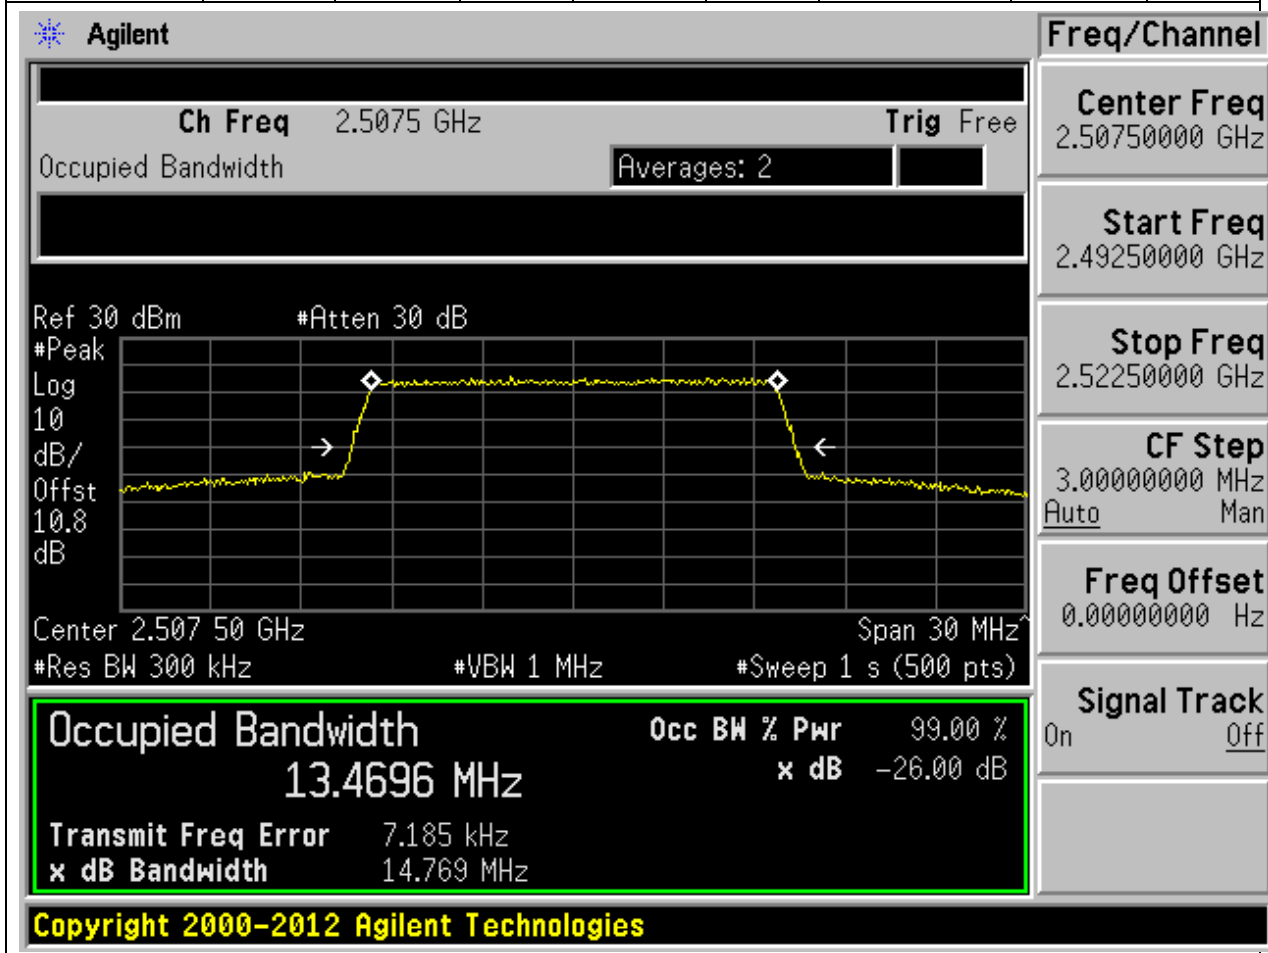 Agilent
Freq/Channel
Ch Freq 2.5075 GHz Trig Free
Occupied Bandwidth Averages: 2
Center Freq
2.50750000 GHz
Start Freq
2.49250000 GHz
Stop Freq
2.52250000 GHz
CF Step
3.00000000 MHz
Auto Man
Freq Offset
0.00000000 Hz
Signal Track
On Off
Ref 30 dBm #Atten 30 dB
#Peak
Log
10
dB/
Offst
10.8
dB
Center 2.507 50 GHz Span 30 MHz^
#Res BW 300 kHz #VBW 1 MHz #Sweep 1 s (500 pts)
Occupied Bandwidth Occ BW % Pwr 99.00 %
13.4696 MHz x dB -26.00 dB
Transmit Freq Error 7.185 kHz
x dB Bandwidth 14.769 MHz
Copyright 2000-2012 Agilent Technologies